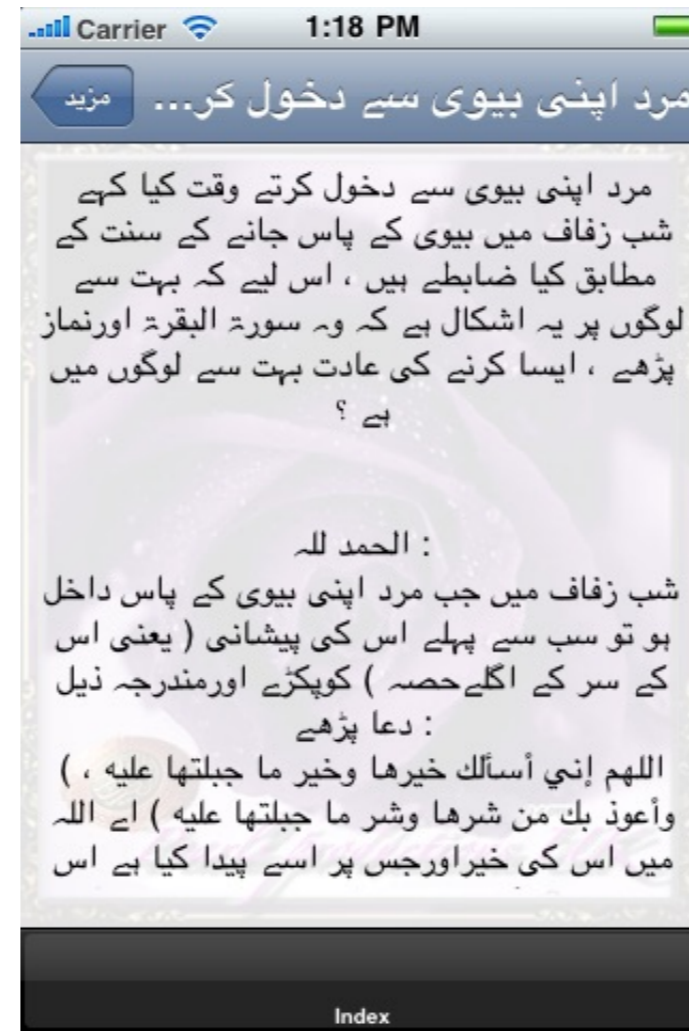 Carrier 1:18 PM
مرد اپنی بیوی سے دخول کر... مزید
مرد اپنی بیوی سے دخول کرتے وقت کیا کہے
شب زفاف میں بیوی کے پاس جانے کے سنت کے
مطابق کیا ضابطے ہیں ، اس لیے کہ بہت سے
لوگوں پر یہ اشکال ہے کہ وہ سورۃ البقرۃ اورنماز
پڑھے ، ایسا کرنے کی عادت بہت سے لوگوں میں
ہے ؟
الحمد للہ :
شب زفاف میں جب مرد اپنی بیوی کے پاس داخل
ہو تو سب سے پہلے اس کی پیشانی ( یعنی اس
کے سر کے اگلےحصہ ) کوپکڑے اورمندرجہ ذیل
دعا پڑھے :
( اللهم إني أسألك خيرها وخير ما جبلتها عليه ،
وأعوذ بك من شرها وشر ما جبلتها عليه ) اے اللہ
میں اس کی خیراورجس پر اسے پیدا کیا ہے اس
Index